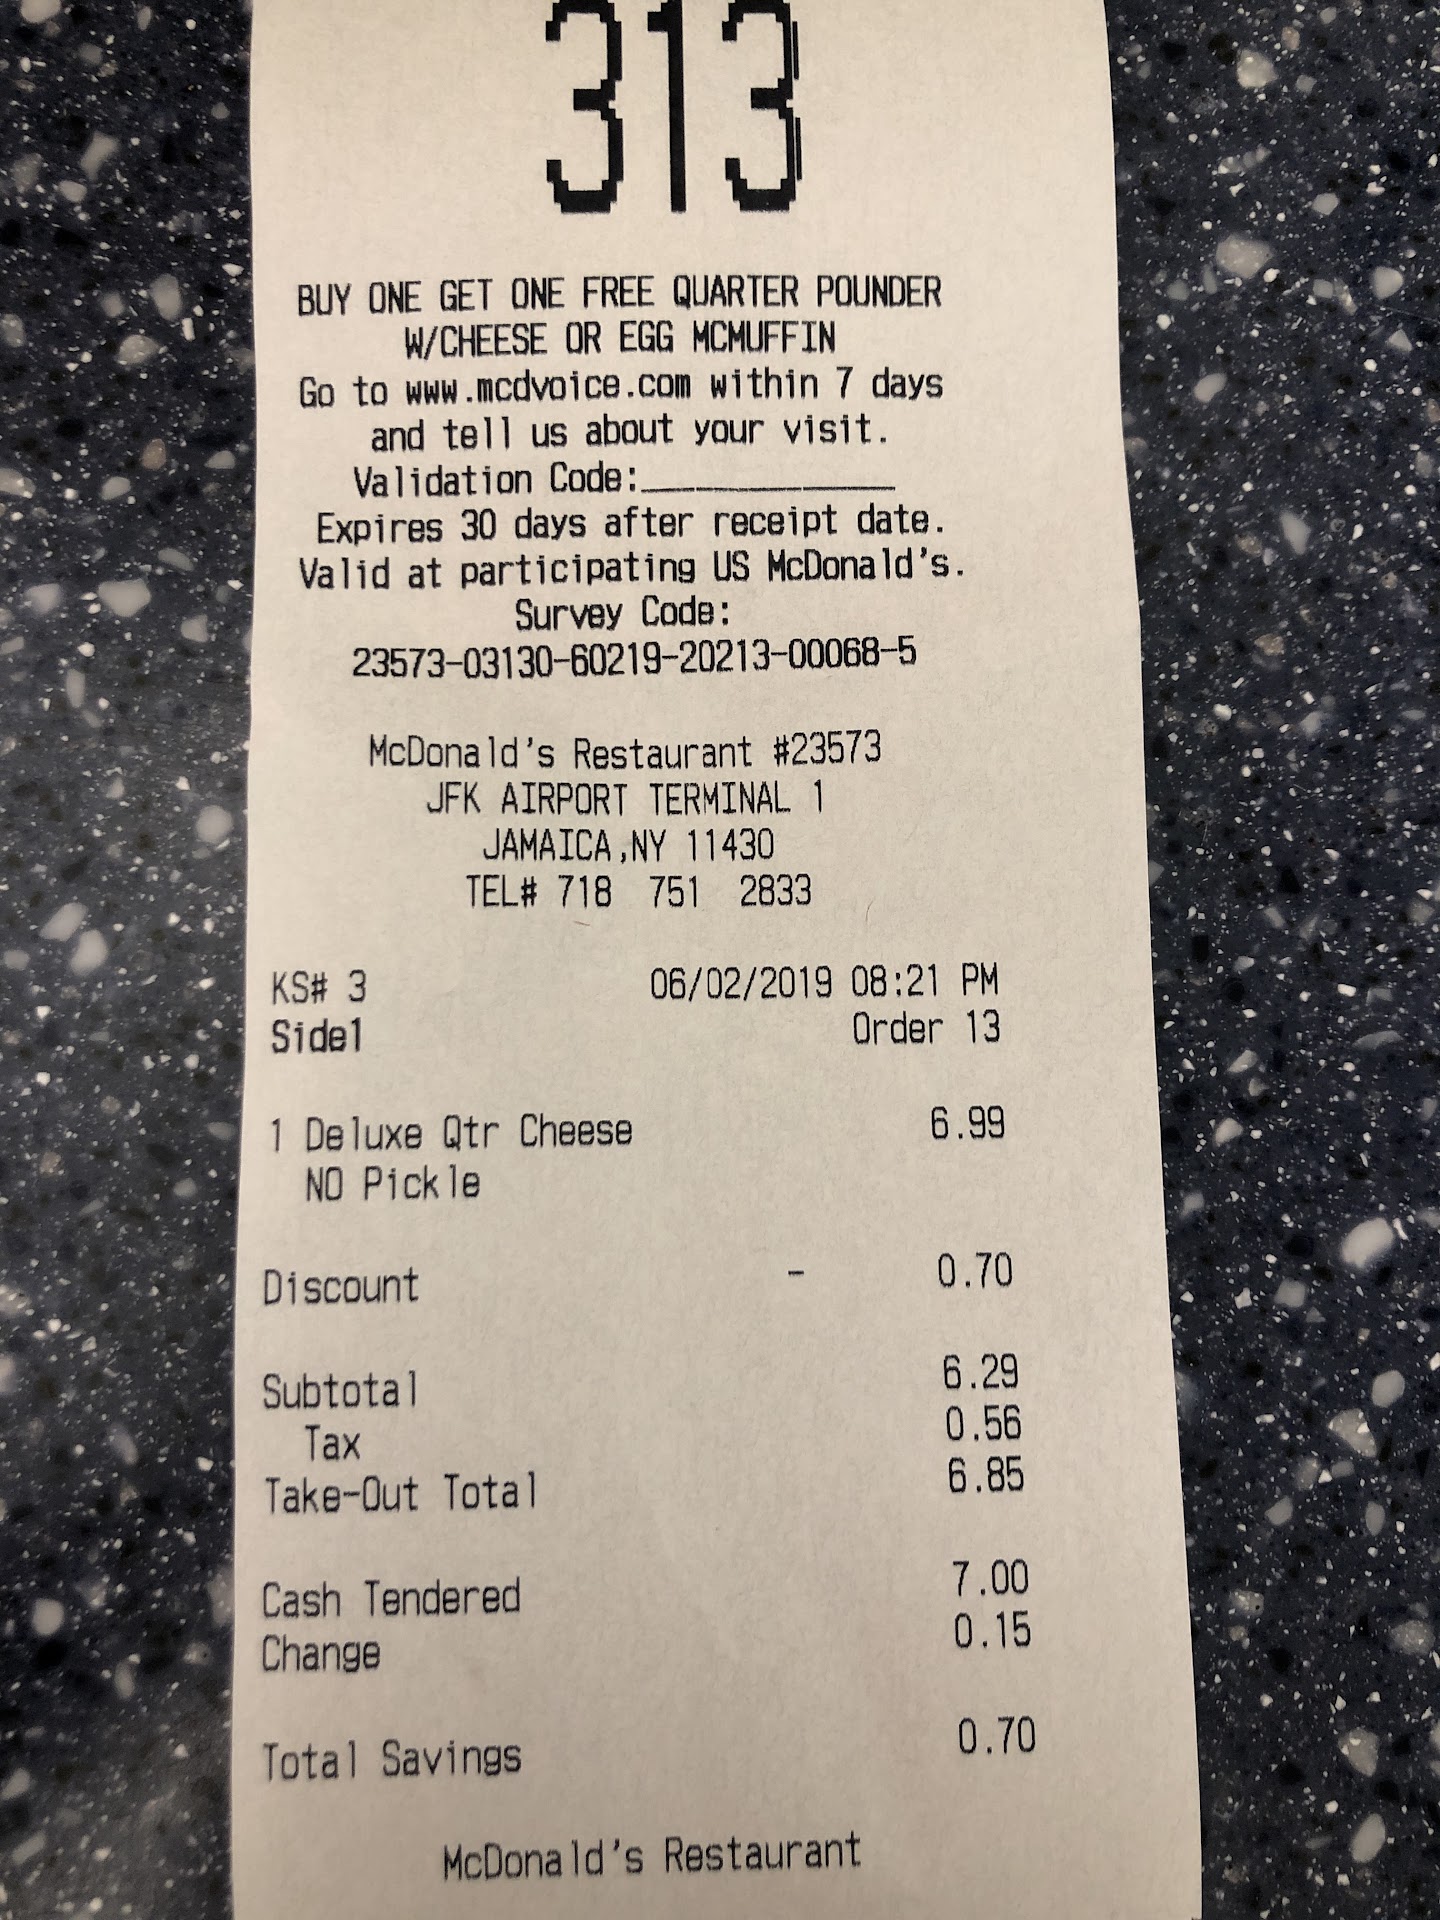 313
BUY ONE GET ONE FREE QUARTER POUNDER
W/CHEESE OR EGG MCMUFFIN
Go to www.mcdvoice.com within 7 days
and tell us about your visit.
Validation Code:______________
Expires 30 days after receipt date.
Valid at participating US McDonald's.
Survey Code:
23573-03130-60219-20213-00068-5
McDonald's Restaurant #23573
JFK AIRPORT TERMINAL 1
JAMAICA,NY 11430
TEL# 718 751 2833
KS# 3 06/02/2019 08:21 PM
Side1 Order 13
1 Deluxe Qtr Cheese 6.99
NO Pickle
Discount - 0.70
Subtotal 6.29
Tax 0.56
Take-Out Total 6.85
Cash Tendered 7.00
Change 0.15
Total Savings 0.70
McDonald's Restaurant